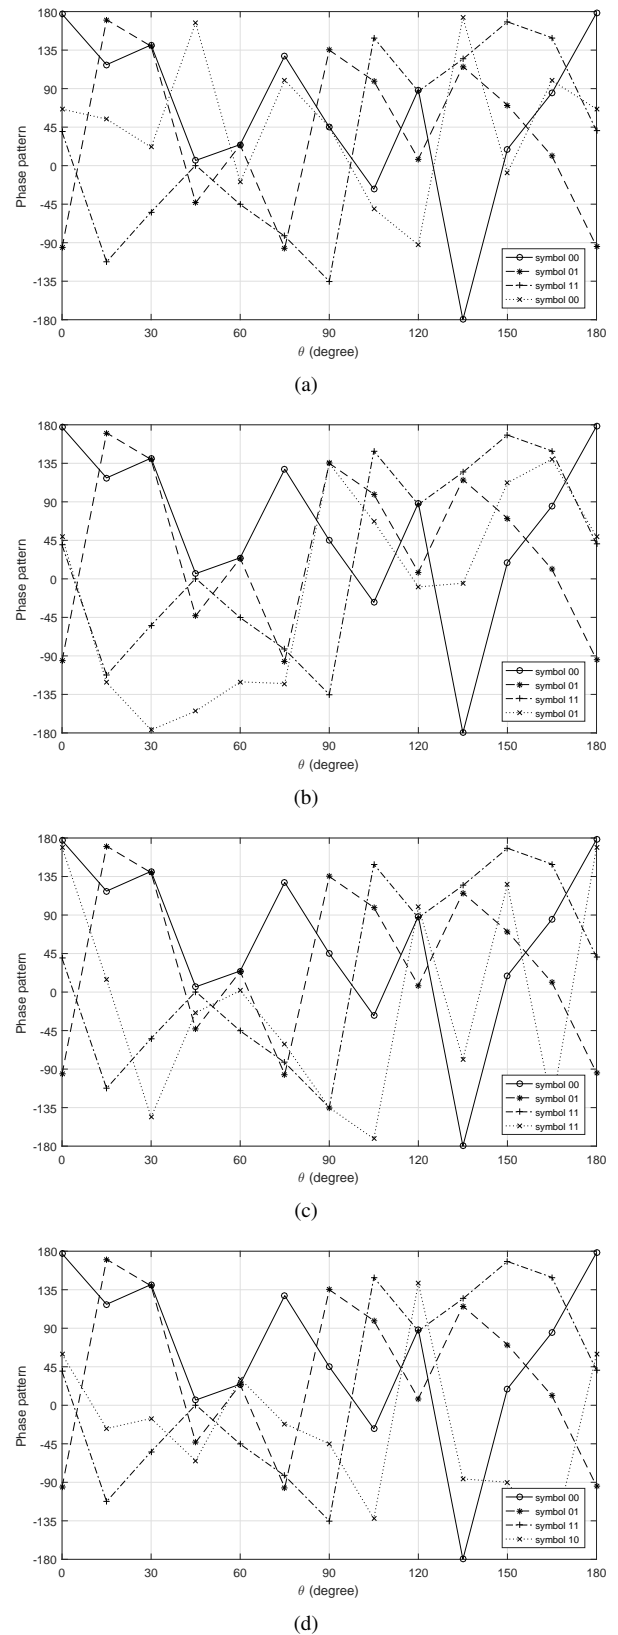 180
135
90
45
0
-45
-90
-135
-180
Phase pattern
symbol 00
symbol 01
symbol 11
symbol 00
0 30 60 90 120 150 180
θ (degree)
(a)
180
135
90
45
0
-45
-90
-135
-180
Phase pattern
symbol 00
symbol 01
symbol 11
symbol 01
0 30 60 90 120 150 180
θ (degree)
(b)
180
135
90
45
0
-45
-90
-135
-180
Phase pattern
symbol 00
symbol 01
symbol 11
symbol 11
0 30 60 90 120 150 180
θ (degree)
(c)
180
135
90
45
0
-45
-90
-135
-180
Phase pattern
symbol 00
symbol 01
symbol 11
symbol 10
0 30 60 90 120 150 180
θ (degree)
(d)